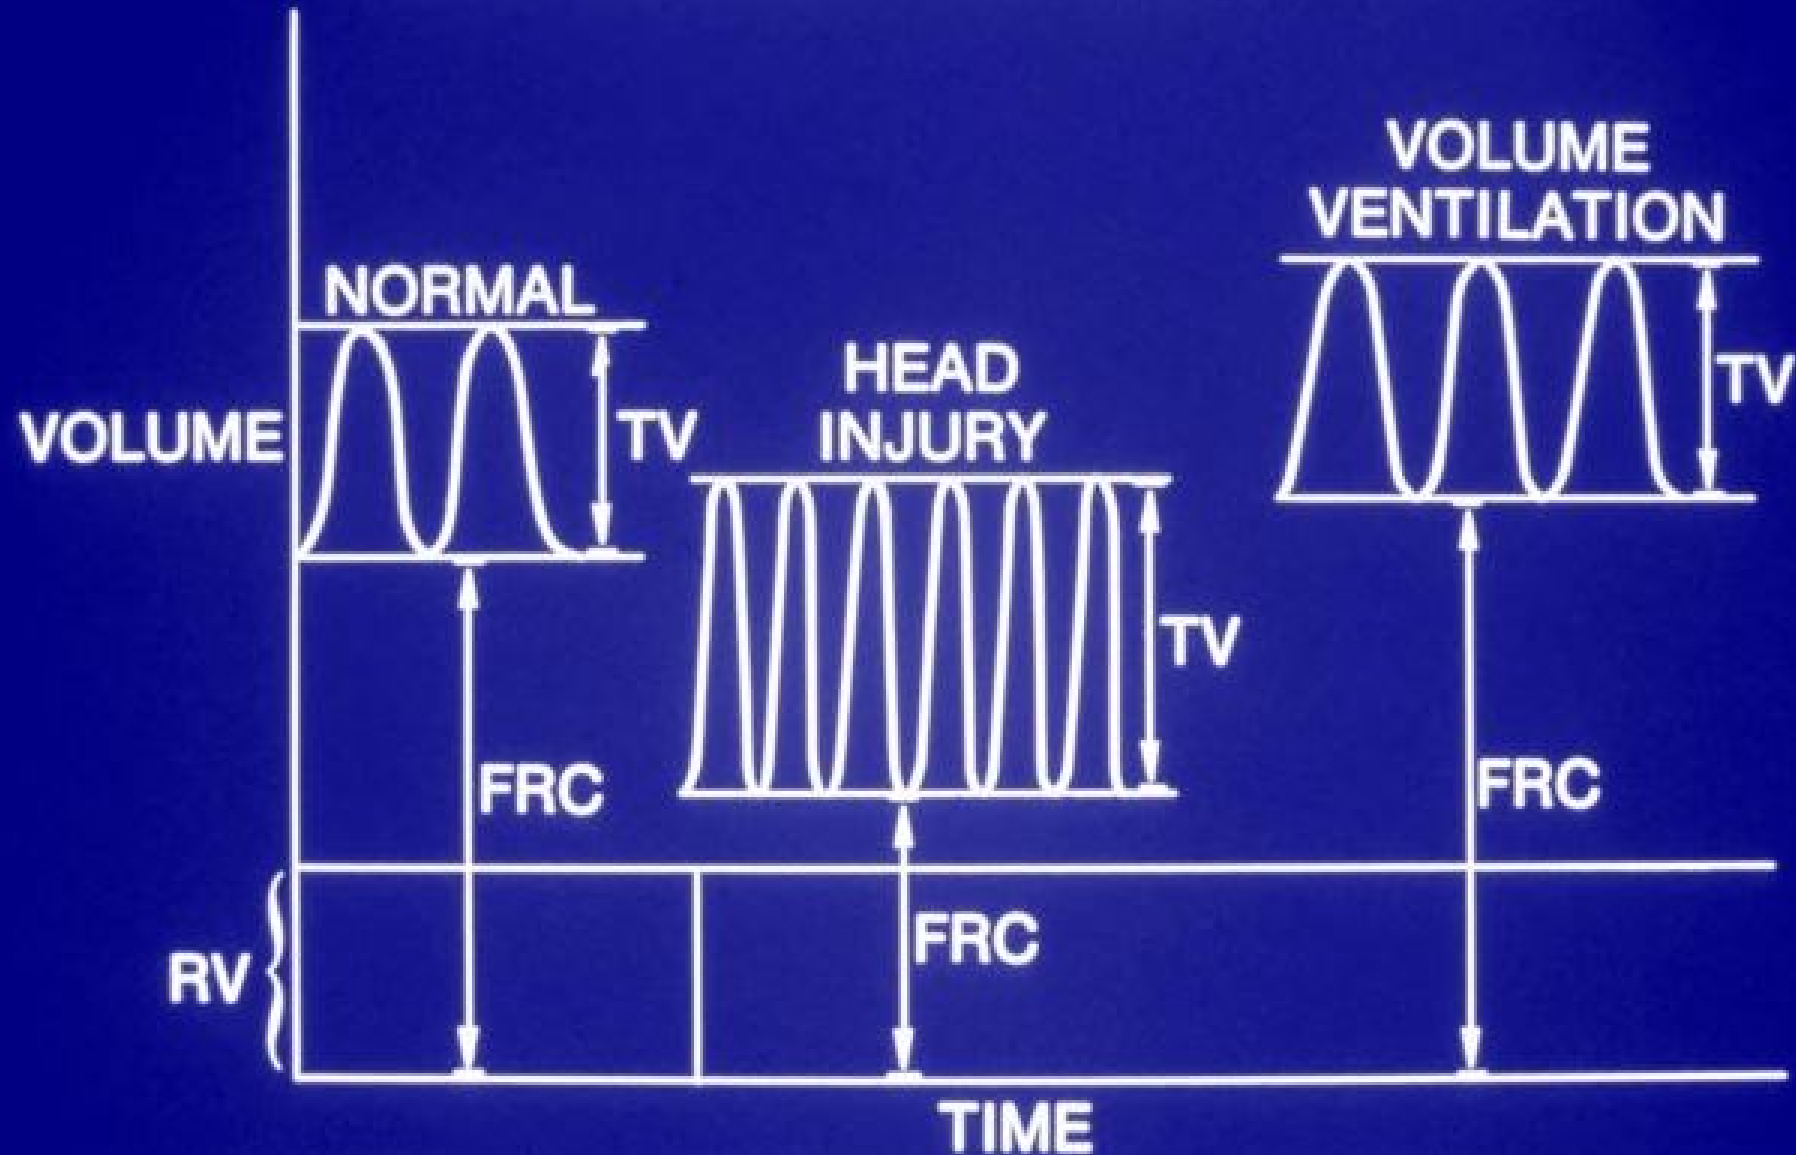 VOLUME
VENTILATION
NORMAL
HEAD
INJURY
VOLUME
TV
TV
TV
FRC
FRC
FRC
RV
TIME